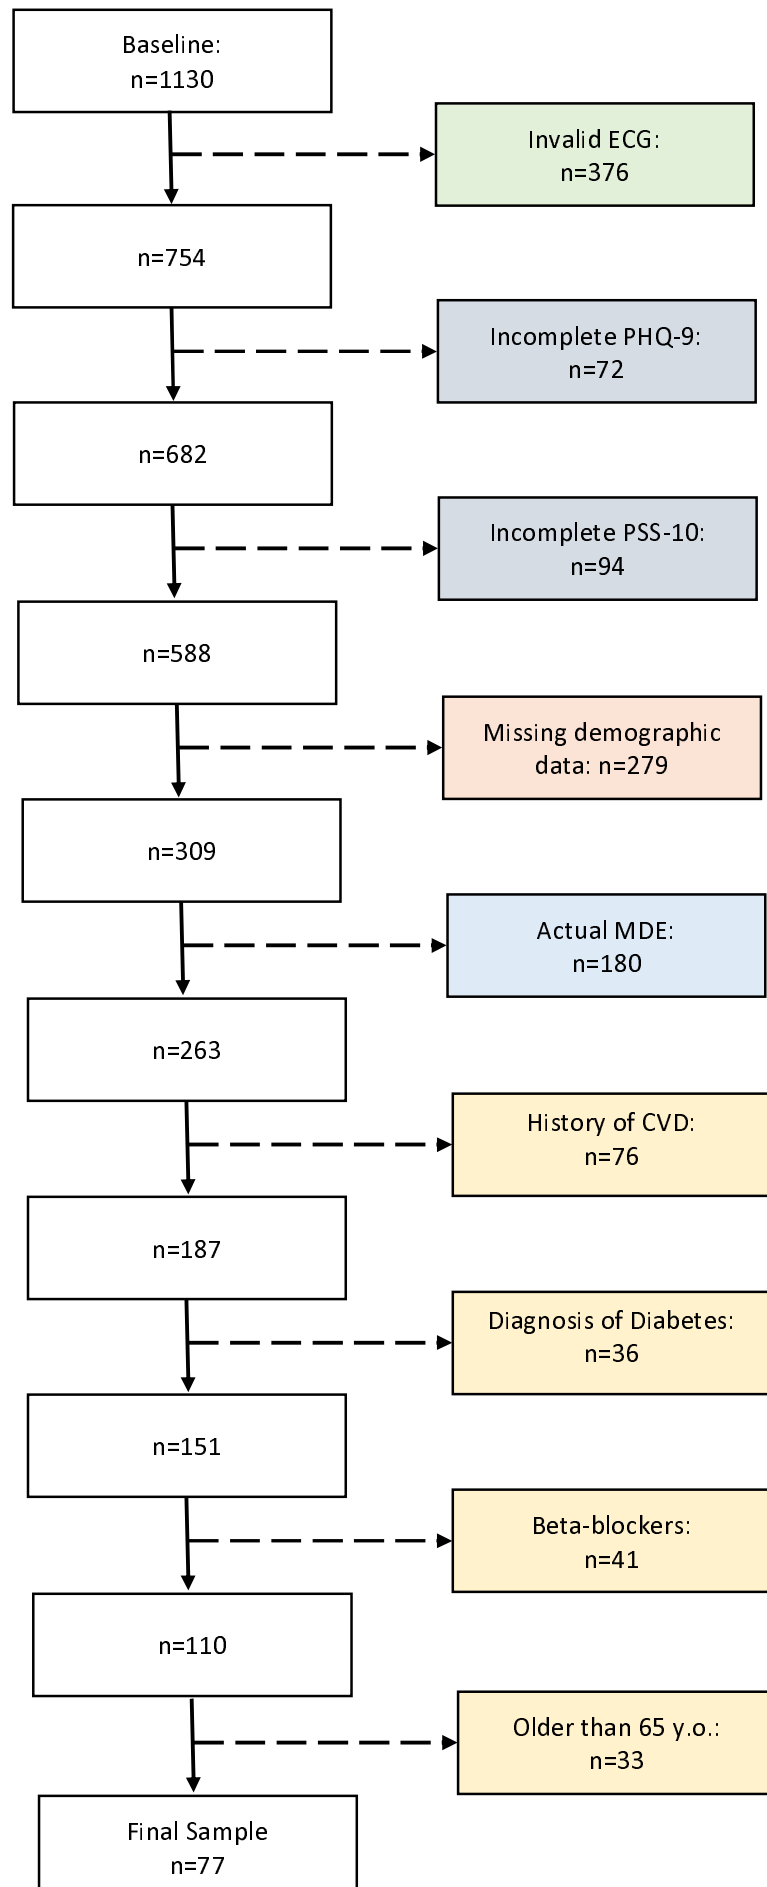 Baseline:
n=1130
Invalid ECG:
n=376
n=754
Incomplete PHQ-9:
n=72
n=682
Incomplete PSS-10:
n=94
n=588
Missing demographic
data: n=279
n=309
Actual MDE:
n=180
n=263
History of CVD:
n=76
n=187
Diagnosis of Diabetes:
n=36
n=151
Beta-blockers:
n=41
n=110
Older than 65 y.o.:
n=33
Final Sample
n=77